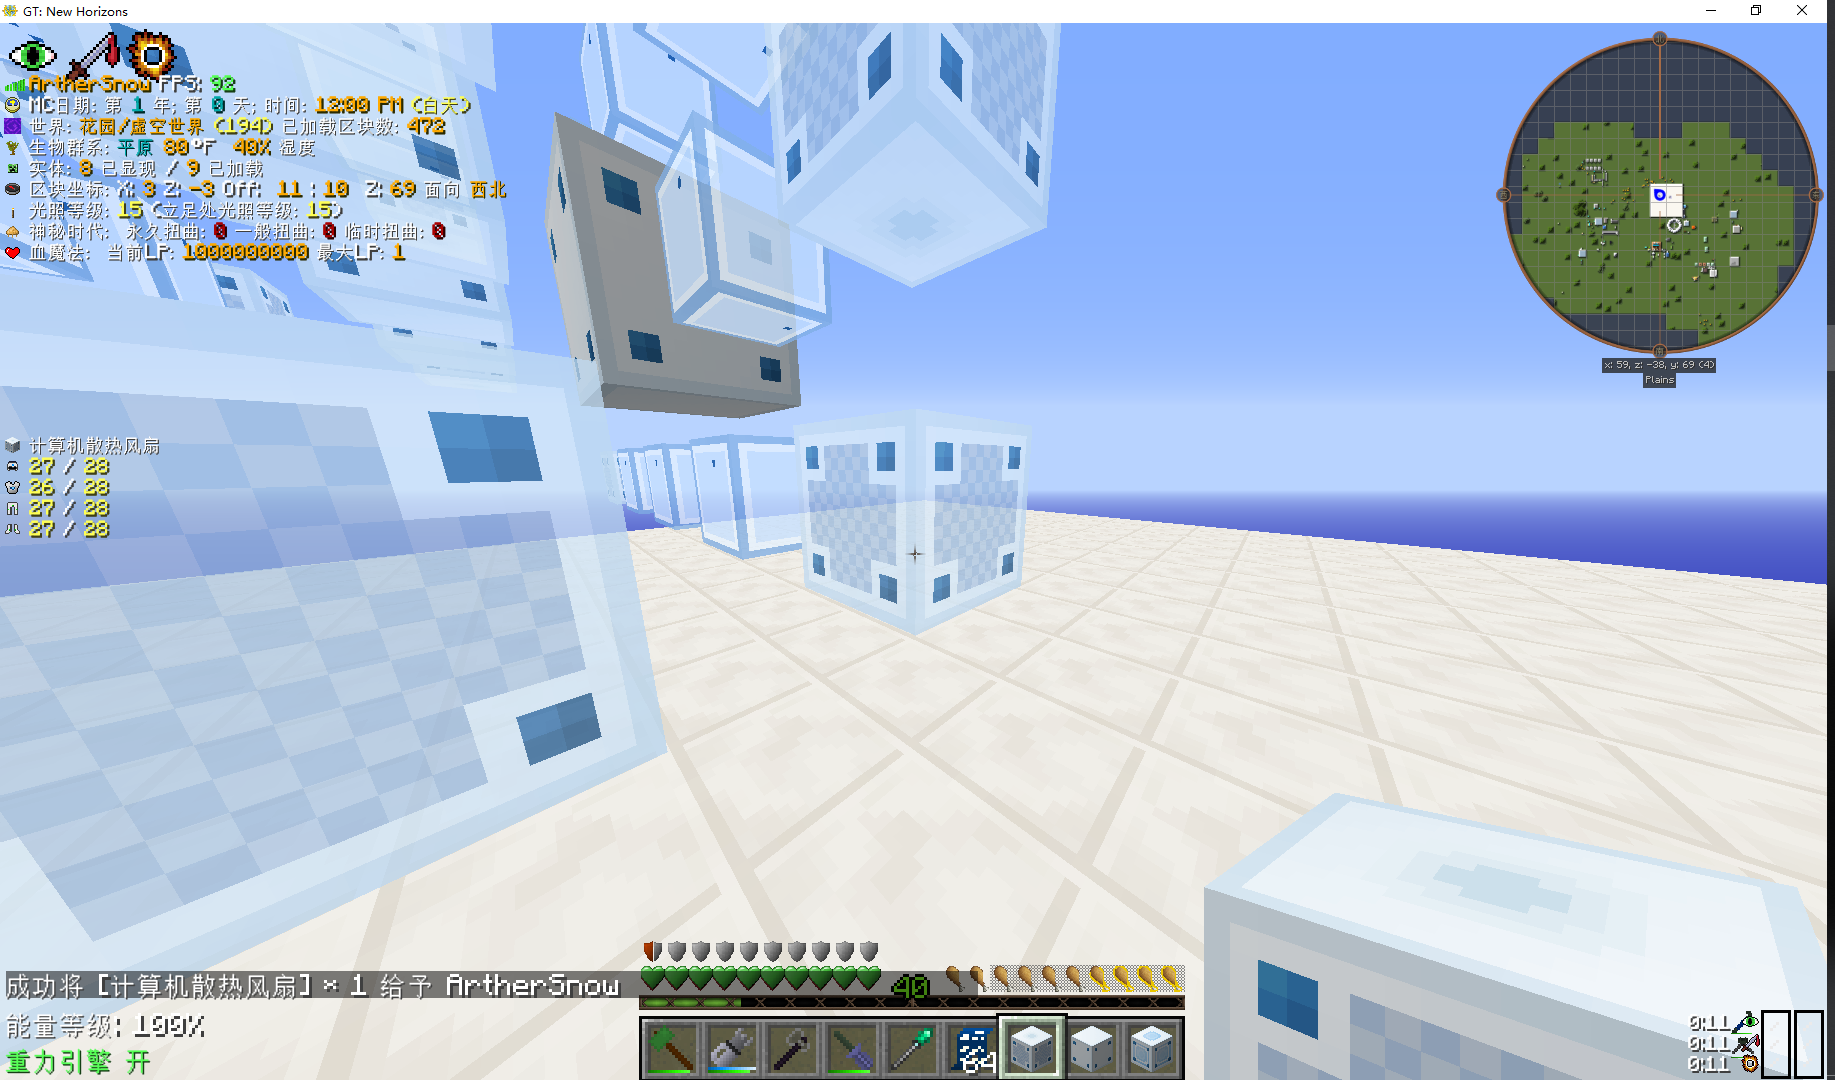 GT: New Horizons
ArtherSnow FPS: 92
MC日期: 第 1 年; 第 0 天; 时间: 12:00 PM (白天)
世界: 花园/虚空世界 (194) 已加载区块数: 472
生物群系: 平原 80°F 40% 湿度
实体: 8 已显现 / 9 已加载
区块坐标: X: 3 Z: -3 Off: 11 : 10 Z: 69 面向 西北
光照等级: 15 (立足处光照等级: 15)
神秘时代: 永久扭曲: 0 一般扭曲: 0 临时扭曲: 0
血魔法: 当前LP: 1000000000 最大LP: 1
x: 59, z: -38, y: 69 (4)
Plains
计算机散热风扇
27 / 28
26 / 28
27 / 28
27 / 28
成功将 [计算机散热风扇] × 1 给予 ArtherSnow
能量等级: 100%
重力引擎 开
40
64
0:11
0:11
0:11